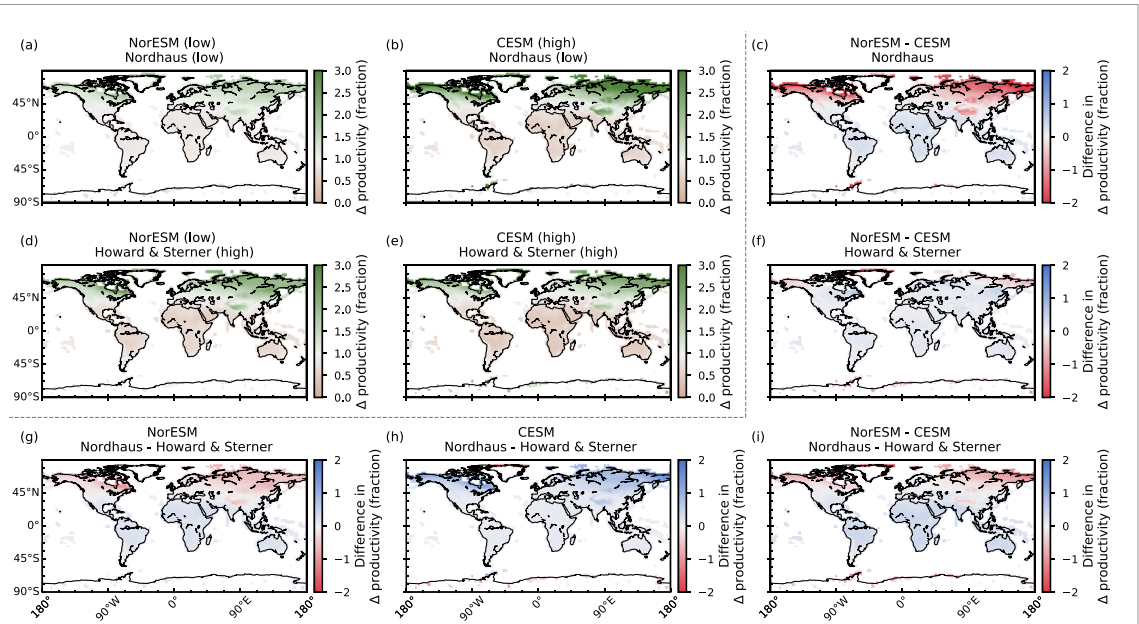 (a) NorESM (low)
Nordhaus (low)
(b) CESM (high)
Nordhaus (low)
(c) NorESM - CESM
Nordhaus
45°N
0°
45°S
90°S
3.0
2.5
2.0
1.5
1.0
0.5
0.0
Δ productivity (fraction)
3.0
2.5
2.0
1.5
1.0
0.5
0.0
Δ productivity (fraction)
2
1
0
−1
−2
Difference in
Δ productivity (fraction)
(d) NorESM (low)
Howard & Sterner (high)
(e) CESM (high)
Howard & Sterner (high)
(f) NorESM - CESM
Howard & Sterner
45°N
0°
45°S
90°S
3.0
2.5
2.0
1.5
1.0
0.5
0.0
Δ productivity (fraction)
3.0
2.5
2.0
1.5
1.0
0.5
0.0
Δ productivity (fraction)
2
1
0
−1
−2
Difference in
Δ productivity (fraction)
(g) NorESM
Nordhaus - Howard & Sterner
(h) CESM
Nordhaus - Howard & Sterner
(i) NorESM - CESM
Nordhaus - Howard & Sterner
45°N
0°
45°S
90°S
2
1
0
−1
−2
Difference in
Δ productivity (fraction)
2
1
0
−1
−2
Difference in
Δ productivity (fraction)
2
1
0
−1
−2
Difference in
Δ productivity (fraction)
180° 90°W 0° 90°E 180°
180° 90°W 0° 90°E 180°
180° 90°W 0° 90°E 180°